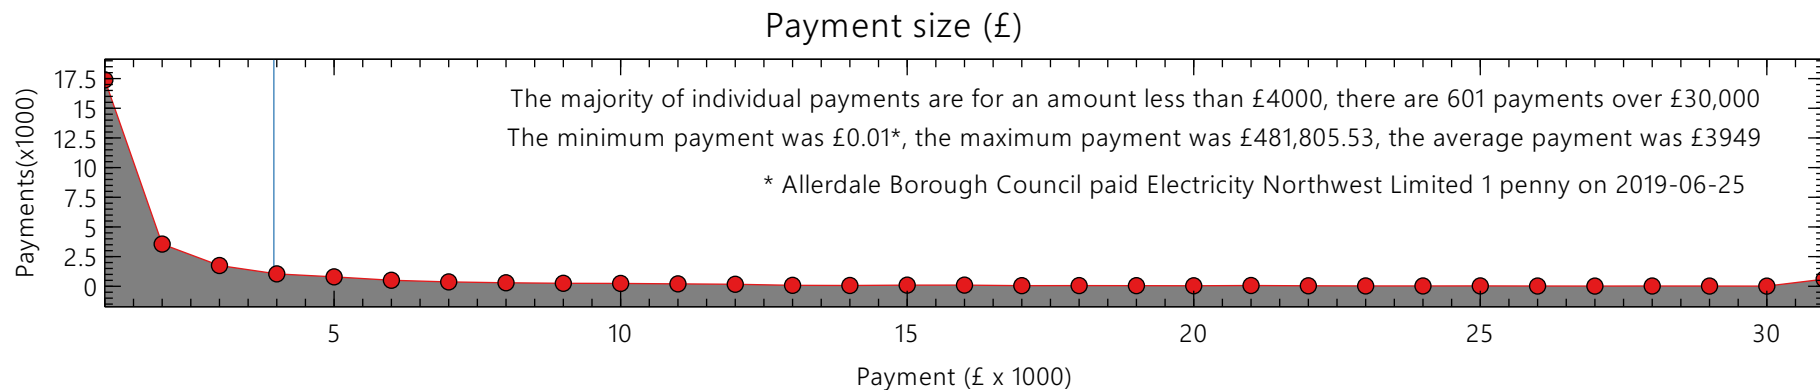 Payment size (£)
Payments(x1000)
17.5
15
12.5
10
7.5
5
2.5
0
The majority of individual payments are for an amount less than £4000, there are 601 payments over £30,000
The minimum payment was £0.01*, the maximum payment was £481,805.53, the average payment was £3949
* Allerdale Borough Council paid Electricity Northwest Limited 1 penny on 2019-06-25
5 10 15 20 25 30
Payment (£ x 1000)